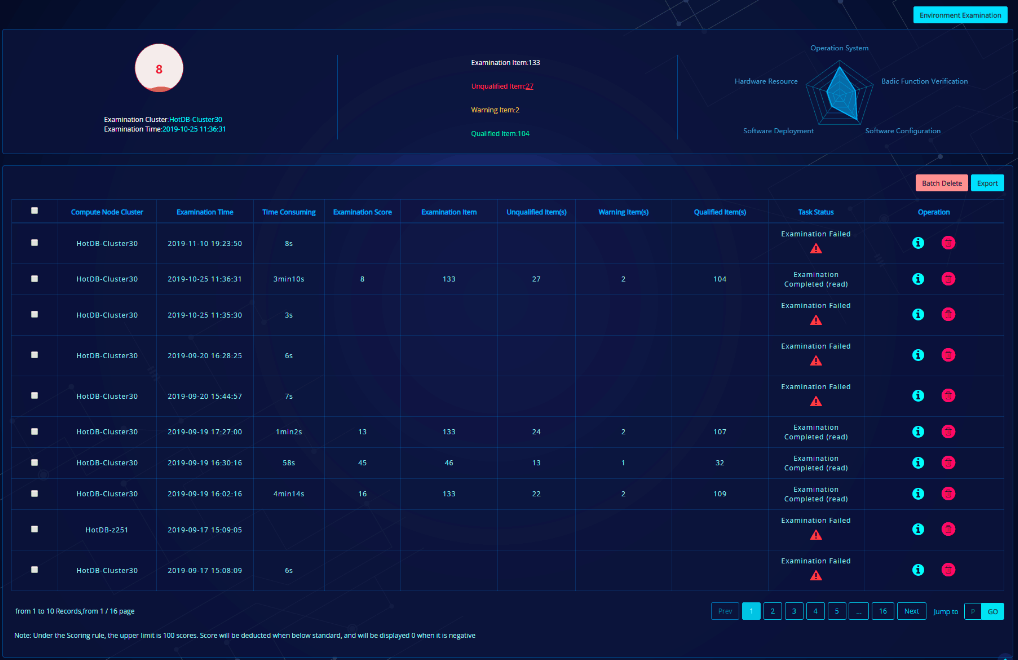 Environment Examination
8
Examination Cluster:HotDB-Cluster30
Examination Time:2019-10-25 11:36:31
Examination Item:133
Unqualified Item:27
Warning Item:2
Qualified Item:104
Operation System
Hardware Resource
Badic Function Verification
Software Deployment
Software Configuration
Batch Delete Export
Compute Node Cluster Examination Time Time Consuming Examination Score Examination Item Unqualified Item(s) Warning Item(s) Qualified Item(s) Task Status Operation
HotDB-Cluster30 2019-11-10 19:23:50 8s Examination Failed
HotDB-Cluster30 2019-10-25 11:36:31 3min10s 8 133 27 2 104 Examination
Completed (read)
HotDB-Cluster30 2019-10-25 11:35:30 3s Examination Failed
HotDB-Cluster30 2019-09-20 16:28:25 6s Examination Failed
HotDB-Cluster30 2019-09-20 15:44:57 7s Examination Failed
HotDB-Cluster30 2019-09-19 17:27:00 1min2s 13 133 24 2 107 Examination
Completed (read)
HotDB-Cluster30 2019-09-19 16:30:16 58s 45 46 13 1 32 Examination
Completed (read)
HotDB-Cluster30 2019-09-19 16:02:16 4min14s 16 133 22 2 109 Examination
Completed (read)
HotDB-z251 2019-09-17 15:09:05 Examination Failed
HotDB-Cluster30 2019-09-17 15:08:09 6s Examination Failed
from 1 to 10 Records,from 1 / 16 page
Prev 1 2 3 4 5 ... 16 Next Jump to P GO
Note: Under the Scoring rule, the upper limit is 100 scores. Score will be deducted when below standard, and will be displayed 0 when it is negative